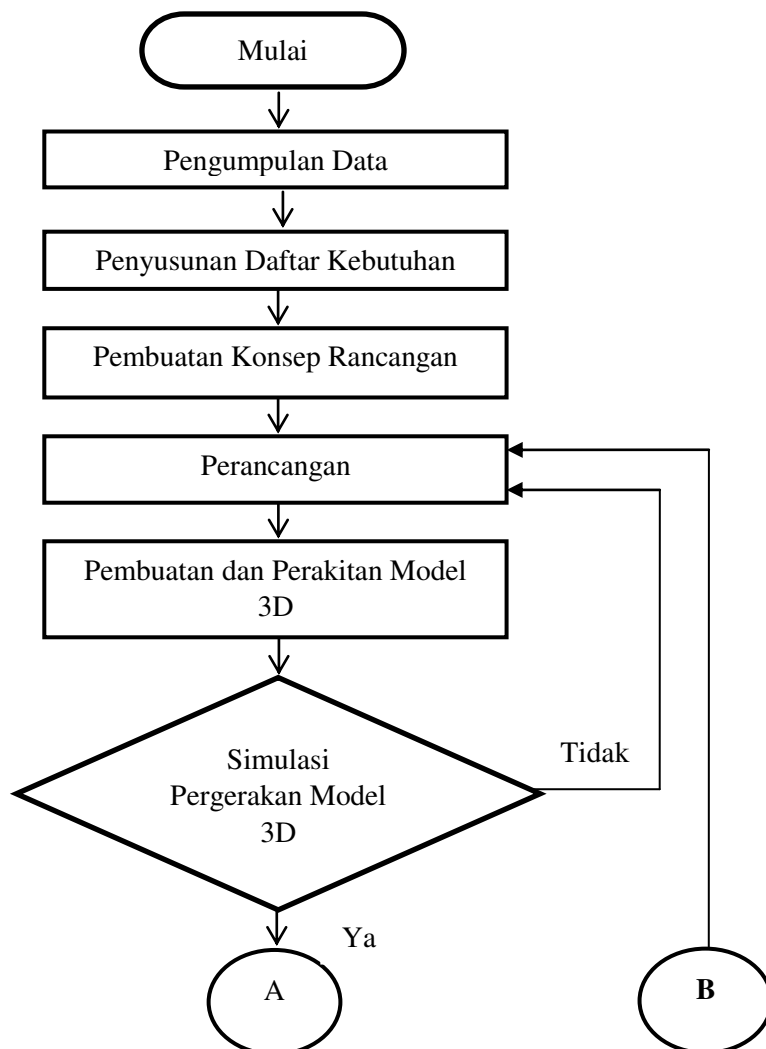 Mulai
Pengumpulan Data
Penyusunan Daftar Kebutuhan
Pembuatan Konsep Rancangan
Perancangan
Pembuatan dan Perakitan Model
3D
Simulasi
Pergerakan Model
3D
Tidak
Ya
A
B